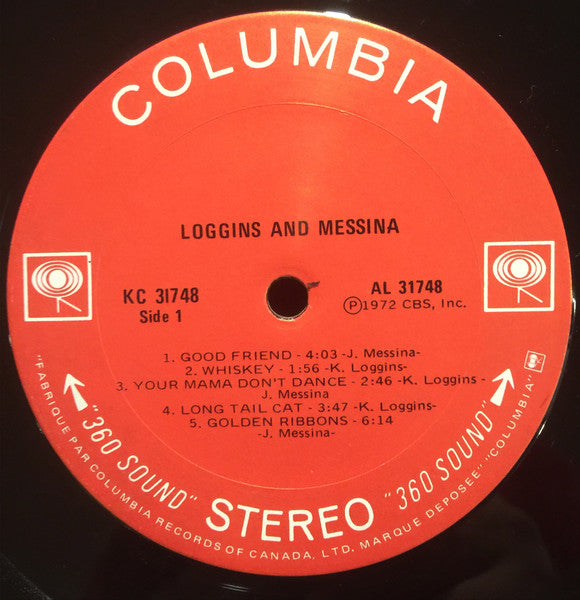 COLUMBIA
LOGGINS AND MESSINA
KC 31748
Side 1
AL 31748
Ⓟ1972 CBS, Inc.
1. GOOD FRIEND - 4:03 -J. Messina-
2. WHISKEY - 1:56 -K. Loggins-
3. YOUR MAMA DON'T DANCE - 2:46 -K. Loggins -
J. Messina
4. LONG TAIL CAT - 3:47 -K. Loggins-
5. GOLDEN RIBBONS - 6:14
-J. Messina-
"360 SOUND" STEREO "360 SOUND"
"FABRIQUE PAR COLUMBIA RECORDS OF CANADA, LTD. MARQUE DEPOSEE" "COLUMBIA"